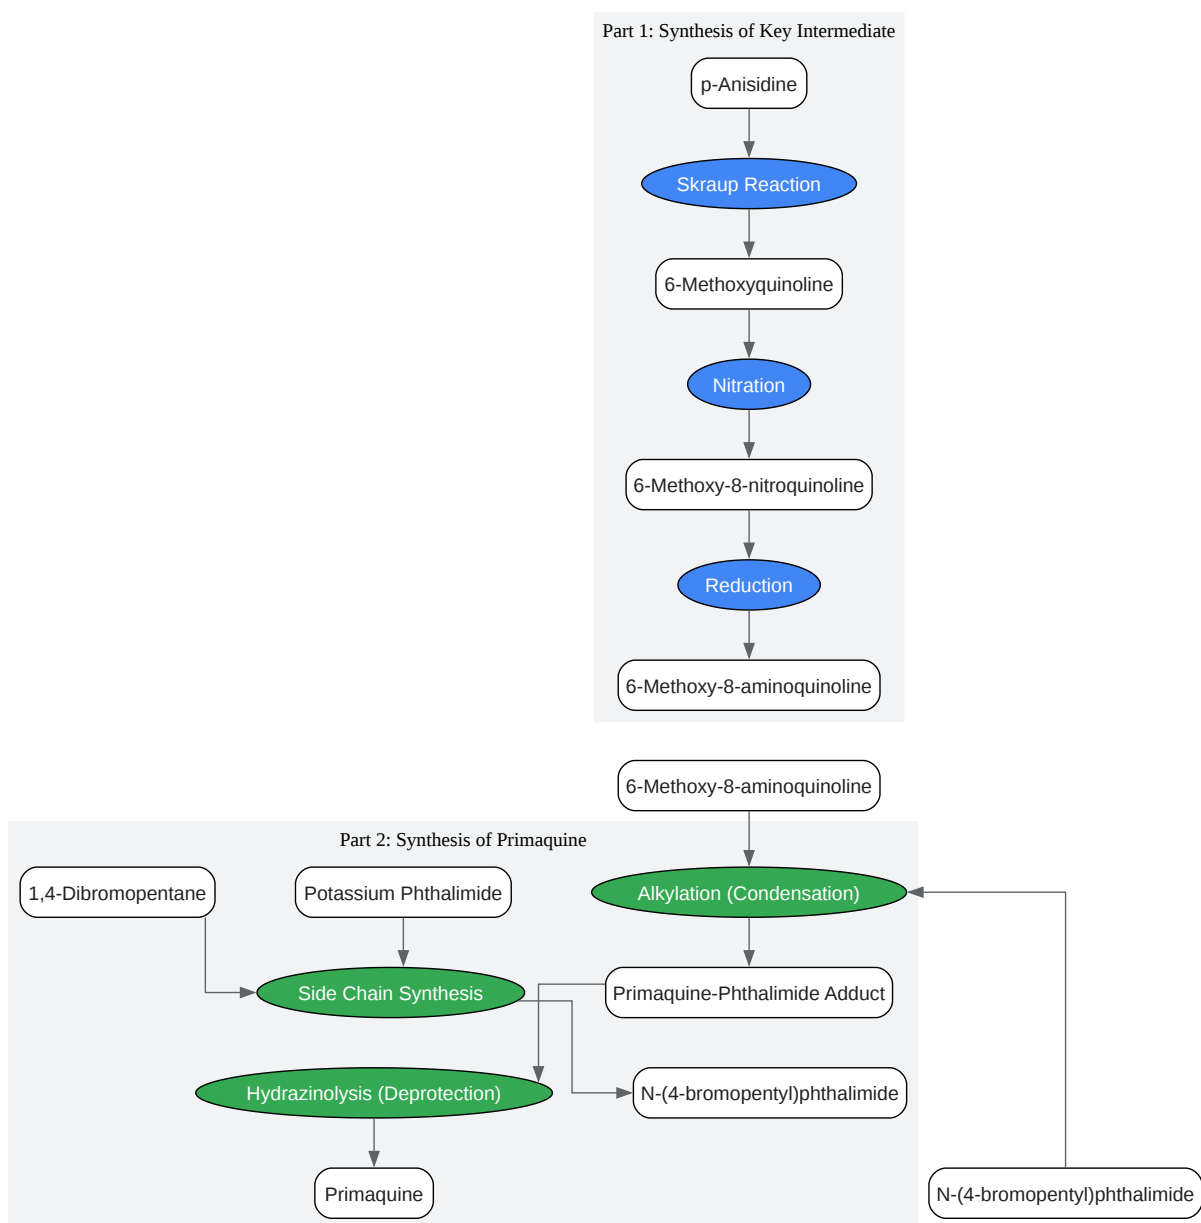 Part 1: Synthesis of Key Intermediate
p-Anisidine
Skraup Reaction
6-Methoxyquinoline
Nitration
6-Methoxy-8-nitroquinoline
Reduction
6-Methoxy-8-aminoquinoline
6-Methoxy-8-aminoquinoline
Part 2: Synthesis of Primaquine
1,4-Dibromopentane
Potassium Phthalimide
Alkylation (Condensation)
Side Chain Synthesis
Primaquine-Phthalimide Adduct
Hydrazinolysis (Deprotection)
N-(4-bromopentyl)phthalimide
Primaquine
N-(4-bromopentyl)phthalimide